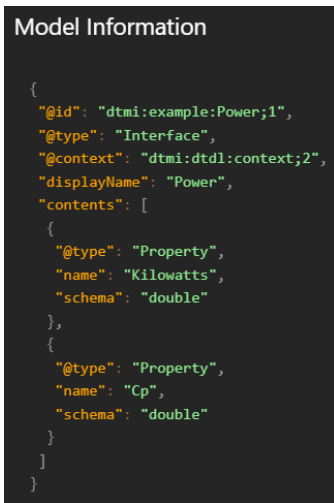 Model Information
{
"@id": "dtmi:example:Power;1",
"@type": "Interface",
"@context": "dtmi:dtdl:context;2",
"displayName": "Power",
"contents": [
{
"@type": "Property",
"name": "Kilowatts",
"schema": "double"
},
{
"@type": "Property",
"name": "Cp",
"schema": "double"
}
]
}